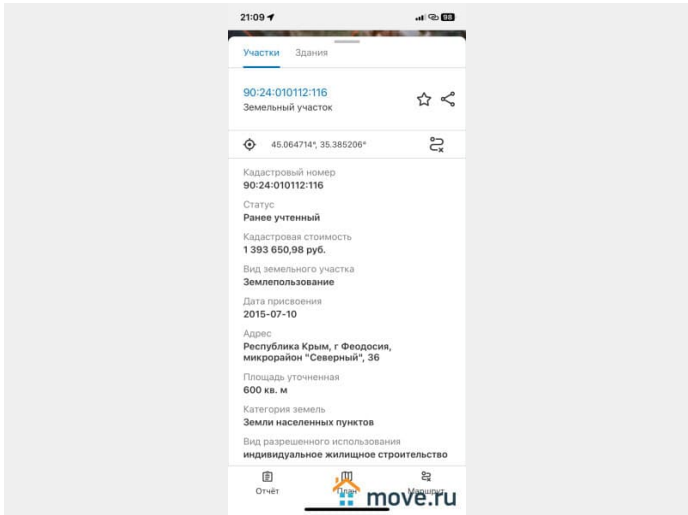 21:09
98
Участки Здания
90:24:010112:116
Земельный участок
45.064714°, 35.385206°
Кадастровый номер
90:24:010112:116
Статус
Ранее учтенный
Кадастровая стоимость
1 393 650,98 руб.
Вид земельного участка
Землепользование
Дата присвоения
2015-07-10
Адрес
Республика Крым, г Феодосия,
микрорайон "Северный", 36
Площадь уточненная
600 кв. м
Категория земель
Земли населенных пунктов
Вид разрешенного использования
индивидуальное жилищное строительство
Отчёт План Маршрут
move.ru